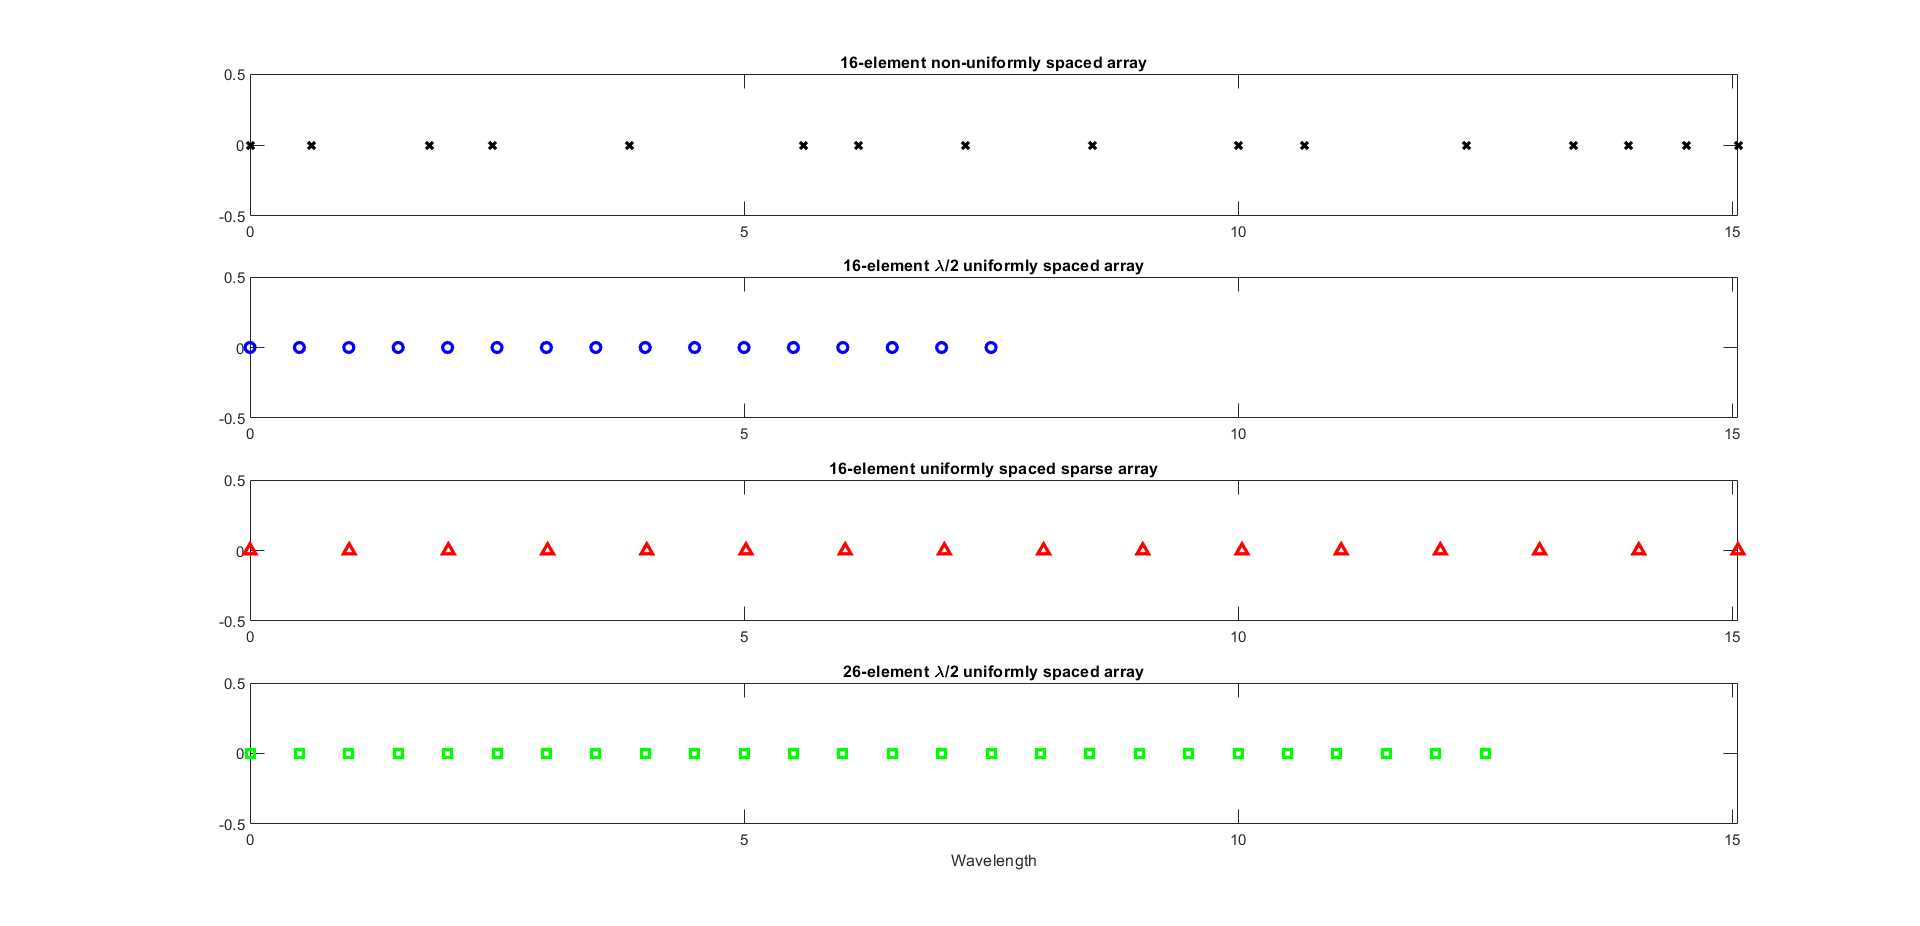 16-element non-uniformly spaced array
0.5
0
-0.5
0 5 10 15
16-element λ/2 uniformly spaced array
0.5
0
-0.5
0 5 10 15
16-element uniformly spaced sparse array
0.5
0
-0.5
0 5 10 15
26-element λ/2 uniformly spaced array
0.5
0
-0.5
0 5 10 15
Wavelength